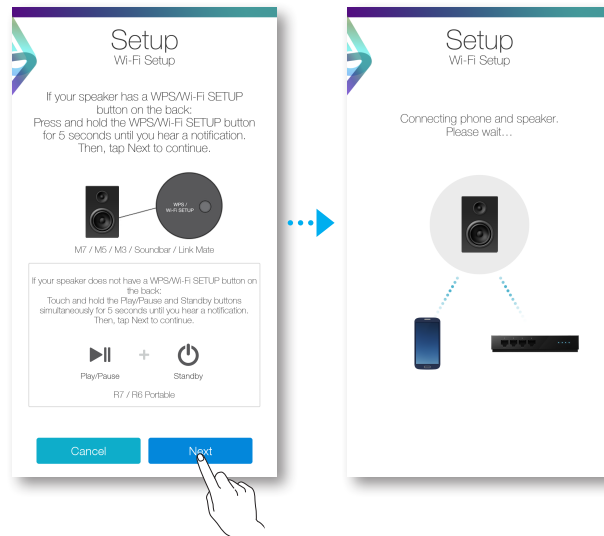 Setup
Wi-Fi Setup
If your speaker has a WPS/Wi-Fi SETUP
button on the back:
Press and hold the WPS/Wi-Fi SETUP button
for 5 seconds until you hear a notification.
Then, tap Next to continue.
WPS /
Wi-Fi SETUP
M7 / M5 / M3 / Soundbar / Link Mate
If your speaker does not have a WPS/Wi-Fi SETUP button on
the back:
Touch and hold the Play/Pause and Standby buttons
simultaneously for 5 seconds until you hear a notification.
Then, tap Next to continue.
+
Play/Pause
Standby
R7 / R6 Portable
Cancel
Next
Setup
Wi-Fi Setup
Connecting phone and speaker.
Please wait...